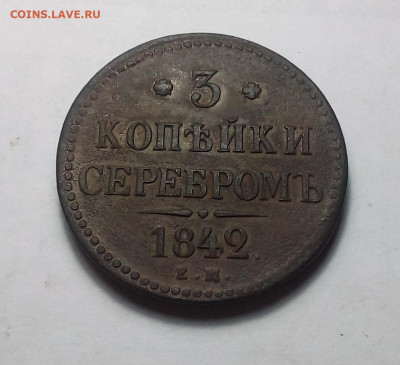 COINS.LAVE.RU
* 3 *
КОПѢЙКИ
СЕРЕБРОМЪ
1842.
Е.М.